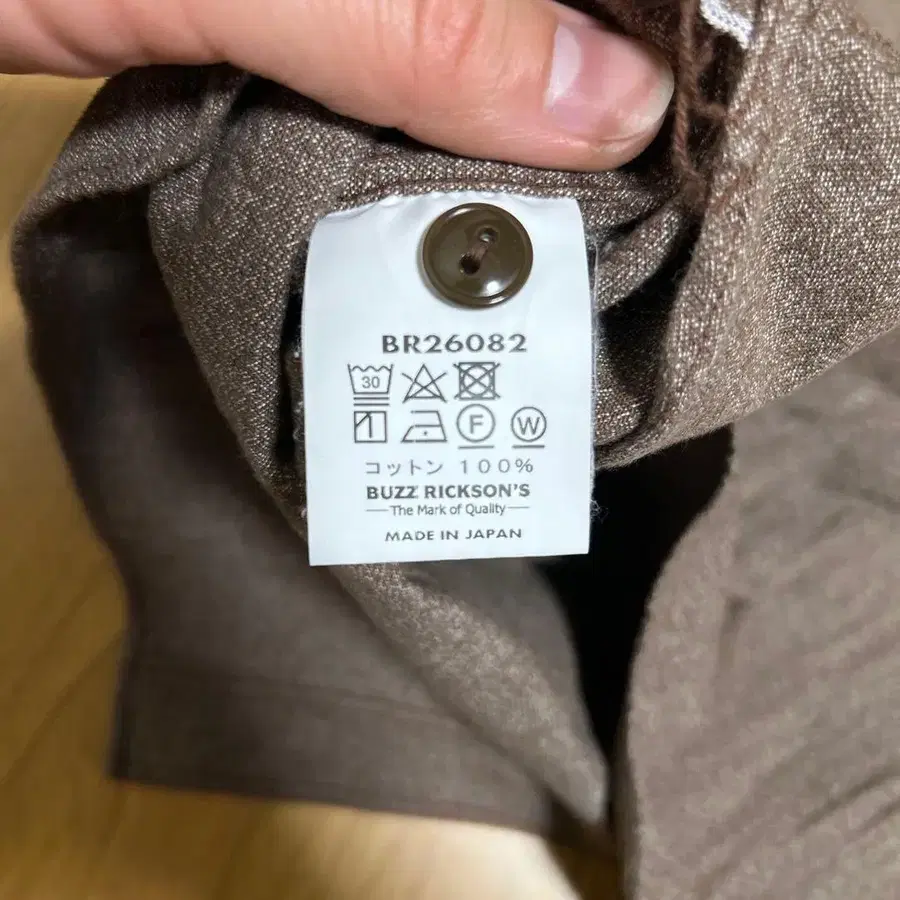 BR26082
30
F W
コットン 100%
BUZZ RICKSON'S
The Mark of Quality
MADE IN JAPAN